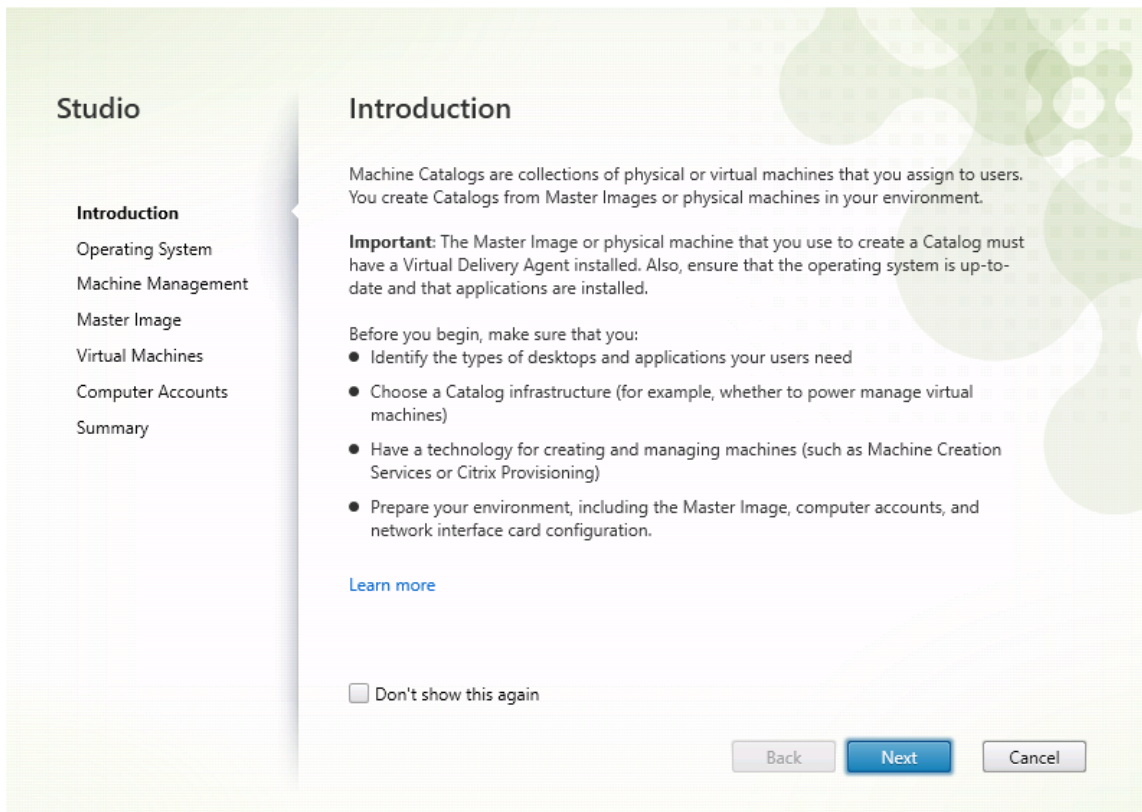 Studio
Introduction
Operating System
Machine Management
Master Image
Virtual Machines
Computer Accounts
Summary
Introduction
Machine Catalogs are collections of physical or virtual machines that you assign to users.
You create Catalogs from Master Images or physical machines in your environment.
Important: The Master Image or physical machine that you use to create a Catalog must
have a Virtual Delivery Agent installed. Also, ensure that the operating system is up-to-
date and that applications are installed.
Before you begin, make sure that you:
● Identify the types of desktops and applications your users need
● Choose a Catalog infrastructure (for example, whether to power manage virtual
machines)
● Have a technology for creating and managing machines (such as Machine Creation
Services or Citrix Provisioning)
● Prepare your environment, including the Master Image, computer accounts, and
network interface card configuration.
Learn more
Don't show this again
Back Next Cancel